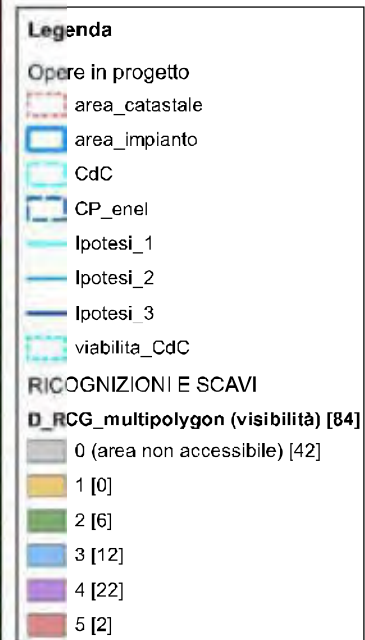 Legenda
Opere in progetto
area_catastale
area_impianto
CdC
CP_enel
Ipotesi_1
Ipotesi_2
Ipotesi_3
viabilita_CdC
RICOGNIZIONI E SCAVI
D_RCG_multipolygon (visibilità) [84]
0 (area non accessibile) [42]
1 [0]
2 [6]
3 [12]
4 [22]
5 [2]